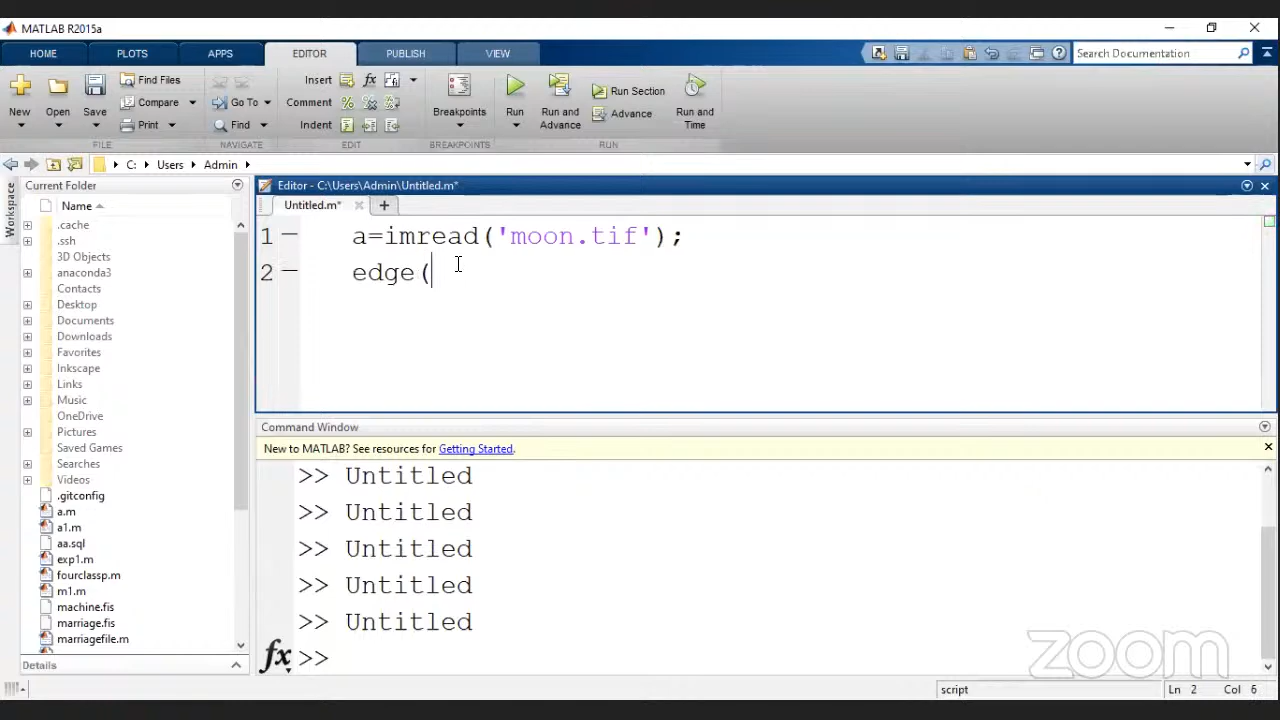 MATLAB R2015a
HOME PLOTS APPS EDITOR PUBLISH VIEW Search Documentation
New Open Save Find Files Compare Print Go To Find Insert fx Comment Indent Breakpoints Run Run and Advance Run Section Advance Run and Time
FILE NAVIGATE EDIT BREAKPOINTS RUN
C: Users Admin
Workspace
Current Folder
Name
.cache
.ssh
3D Objects
anaconda3
Contacts
Desktop
Documents
Downloads
Favorites
Inkscape
Links
Music
OneDrive
Pictures
Saved Games
Searches
Videos
.gitconfig
a.m
a1.m
aa.sql
exp1.m
fourclassp.m
m1.m
machine.fis
marriage.fis
marriagefile.m
Details
Editor - C:\Users\Admin\Untitled.m*
Untitled.m*
1 a=imread('moon.tif');
2 edge(
Command Window
New to MATLAB? See resources for Getting Started.
>> Untitled
>> Untitled
>> Untitled
>> Untitled
>> Untitled
fx >>
zoom
script Ln 2 Col 6